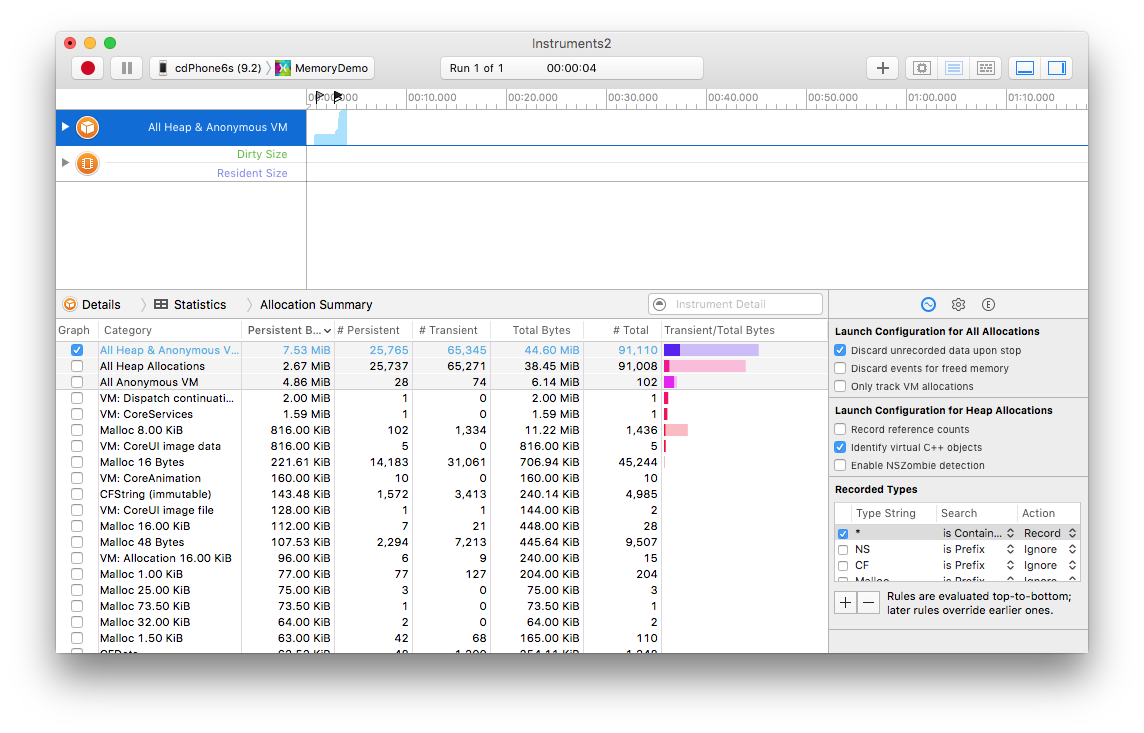 Instruments2
cdPhone6s (9.2) MemoryDemo Run 1 of 1 00:00:04
00:10.000 00:20.000 00:30.000 00:40.000 00:50.000 01:00.000 01:10.000
All Heap & Anonymous VM
Dirty Size
Resident Size
Details Statistics Allocation Summary Instrument Detail
Graph Category Persistent B... # Persistent # Transient Total Bytes # Total Transient/Total Bytes
All Heap & Anonymous V... 7.53 MiB 25,765 65,345 44.60 MiB 91,110
All Heap Allocations 2.67 MiB 25,737 65,271 38.45 MiB 91,008
All Anonymous VM 4.86 MiB 28 74 6.14 MiB 102
VM: Dispatch continuati... 2.00 MiB 1 0 2.00 MiB 1
VM: CoreServices 1.59 MiB 1 0 1.59 MiB 1
Malloc 8.00 KiB 816.00 KiB 102 1,334 11.22 MiB 1,436
VM: CoreUI image data 816.00 KiB 5 0 816.00 KiB 5
Malloc 16 Bytes 221.61 KiB 14,183 31,061 706.94 KiB 45,244
VM: CoreAnimation 160.00 KiB 10 0 160.00 KiB 10
CFString (immutable) 143.48 KiB 1,572 3,413 240.14 KiB 4,985
VM: CoreUI image file 128.00 KiB 1 1 144.00 KiB 2
Malloc 16.00 KiB 112.00 KiB 7 21 448.00 KiB 28
Malloc 48 Bytes 107.53 KiB 2,294 7,213 445.64 KiB 9,507
VM: Allocation 16.00 KiB 96.00 KiB 6 9 240.00 KiB 15
Malloc 1.00 KiB 77.00 KiB 77 127 204.00 KiB 204
Malloc 25.00 KiB 75.00 KiB 3 0 75.00 KiB 3
Malloc 73.50 KiB 73.50 KiB 1 0 73.50 KiB 1
Malloc 32.00 KiB 64.00 KiB 2 0 64.00 KiB 2
Malloc 1.50 KiB 63.00 KiB 42 68 165.00 KiB 110
E
Launch Configuration for All Allocations
Discard unrecorded data upon stop
Discard events for freed memory
Only track VM allocations
Launch Configuration for Heap Allocations
Record reference counts
Identify virtual C++ objects
Enable NSZombie detection
Recorded Types
Type String Search Action
* is Contain... Record
NS is Prefix Ignore
CF is Prefix Ignore
Malloc is Prefix Ignore
Rules are evaluated top-to-bottom;
later rules override earlier ones.